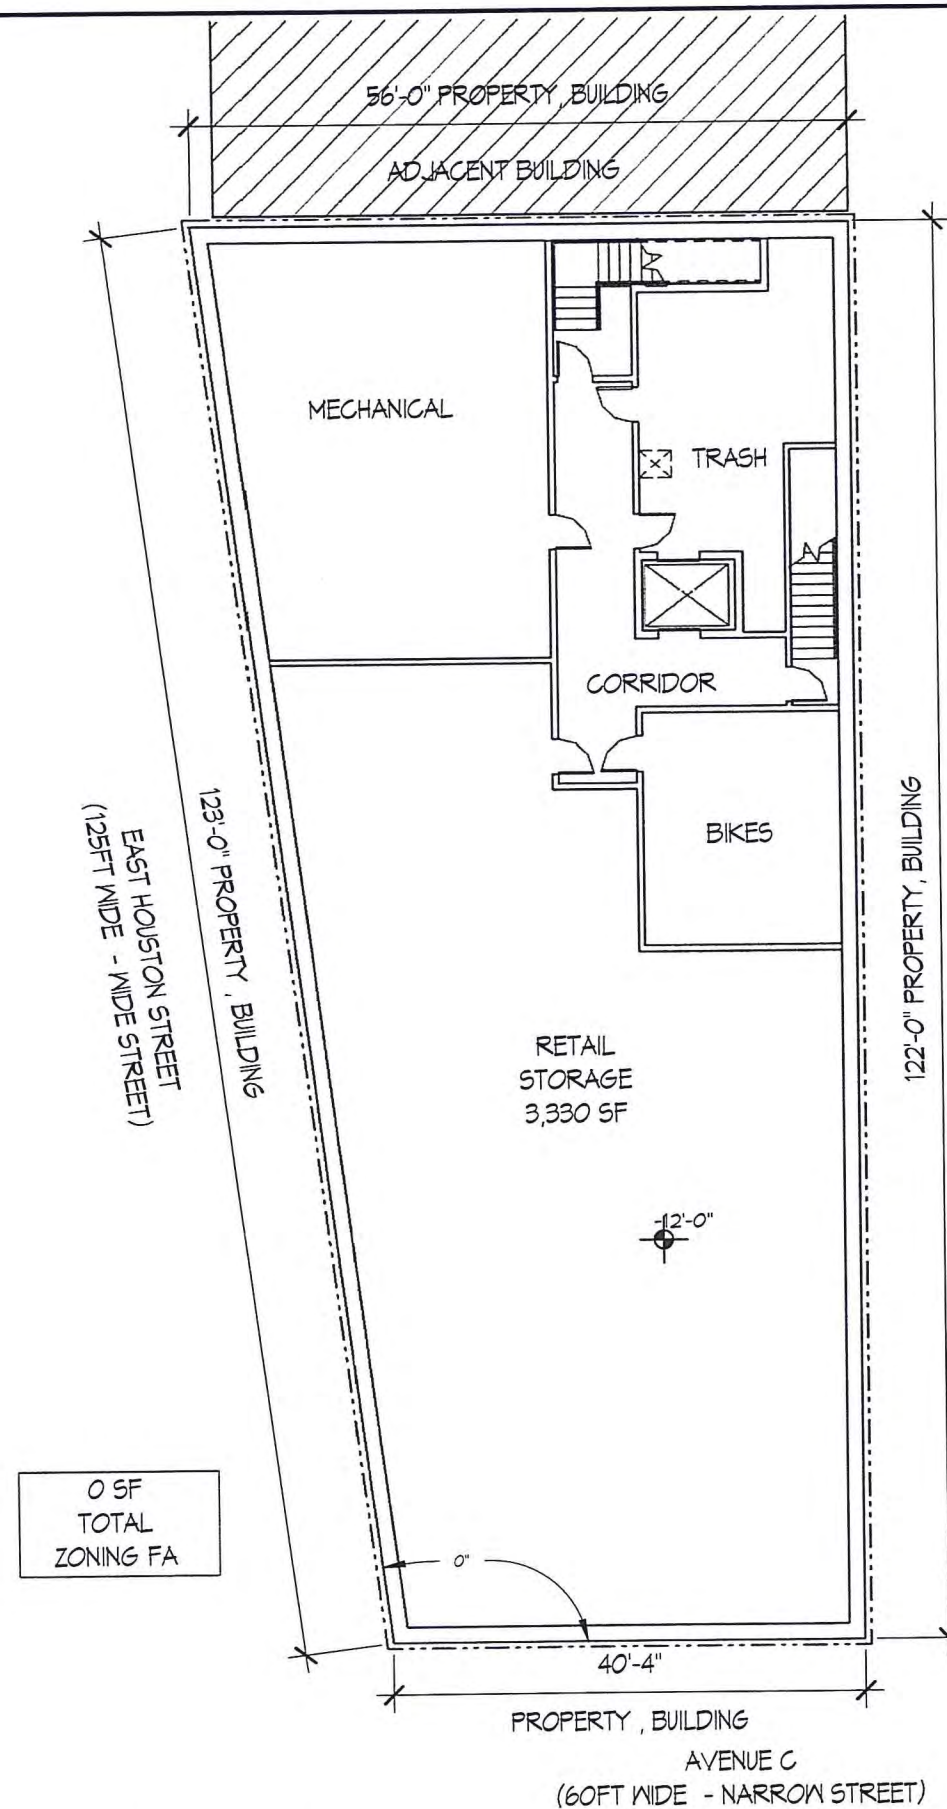 56'-0" PROPERTY, BUILDING
ADJACENT BUILDING
MECHANICAL
TRASH
CORRIDOR
BIKES
123'-0" PROPERTY , BUILDING
EAST HOUSTON STREET
(125FT WIDE - WIDE STREET)
122'-0" PROPERTY, BUILDING
RETAIL
STORAGE
3,330 SF
-12'-0"
0 SF
TOTAL
ZONING FA
0"
40'-4"
PROPERTY , BUILDING
AVENUE C
(60FT WIDE - NARROW STREET)